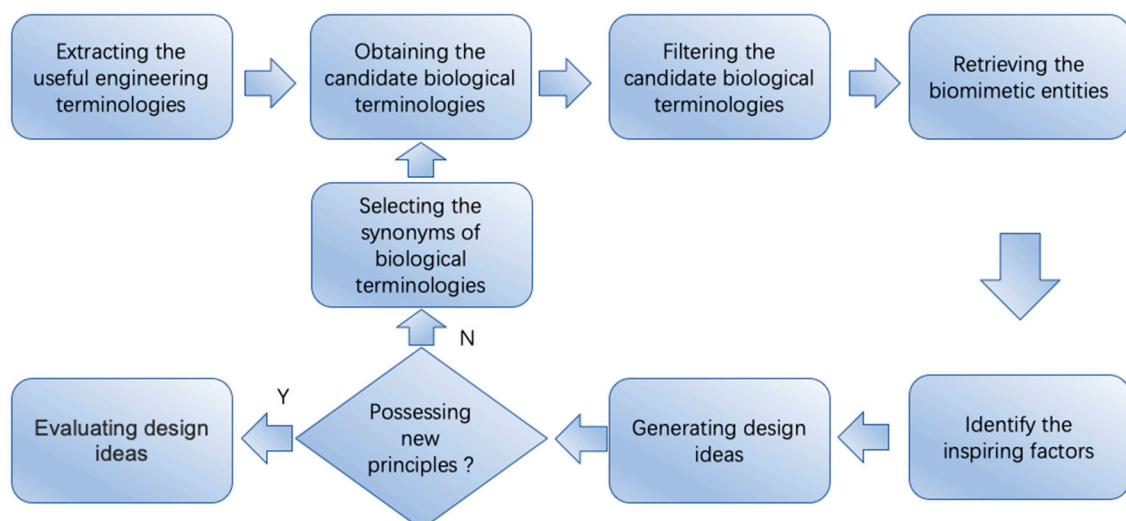 Extracting the
useful engineering
terminologies
Obtaining the
candidate biological
terminologies
Filtering the
candidate biological
terminologies
Retrieving the
biomimetic entities
Selecting the
synonyms of
biological
terminologies
N
Y
Evaluating design
ideas
Possessing
new
principles ?
Generating design
ideas
Identify the
inspiring factors